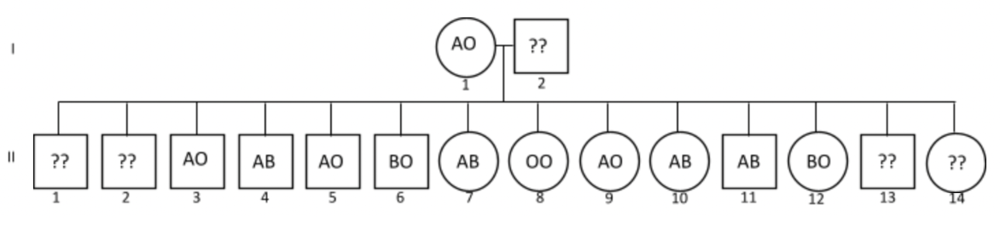 I
AO ??
1 2
II
?? ?? AO AB AO BO AB OO AO AB AB BO ?? ??
1 2 3 4 5 6 7 8 9 10 11 12 13 14